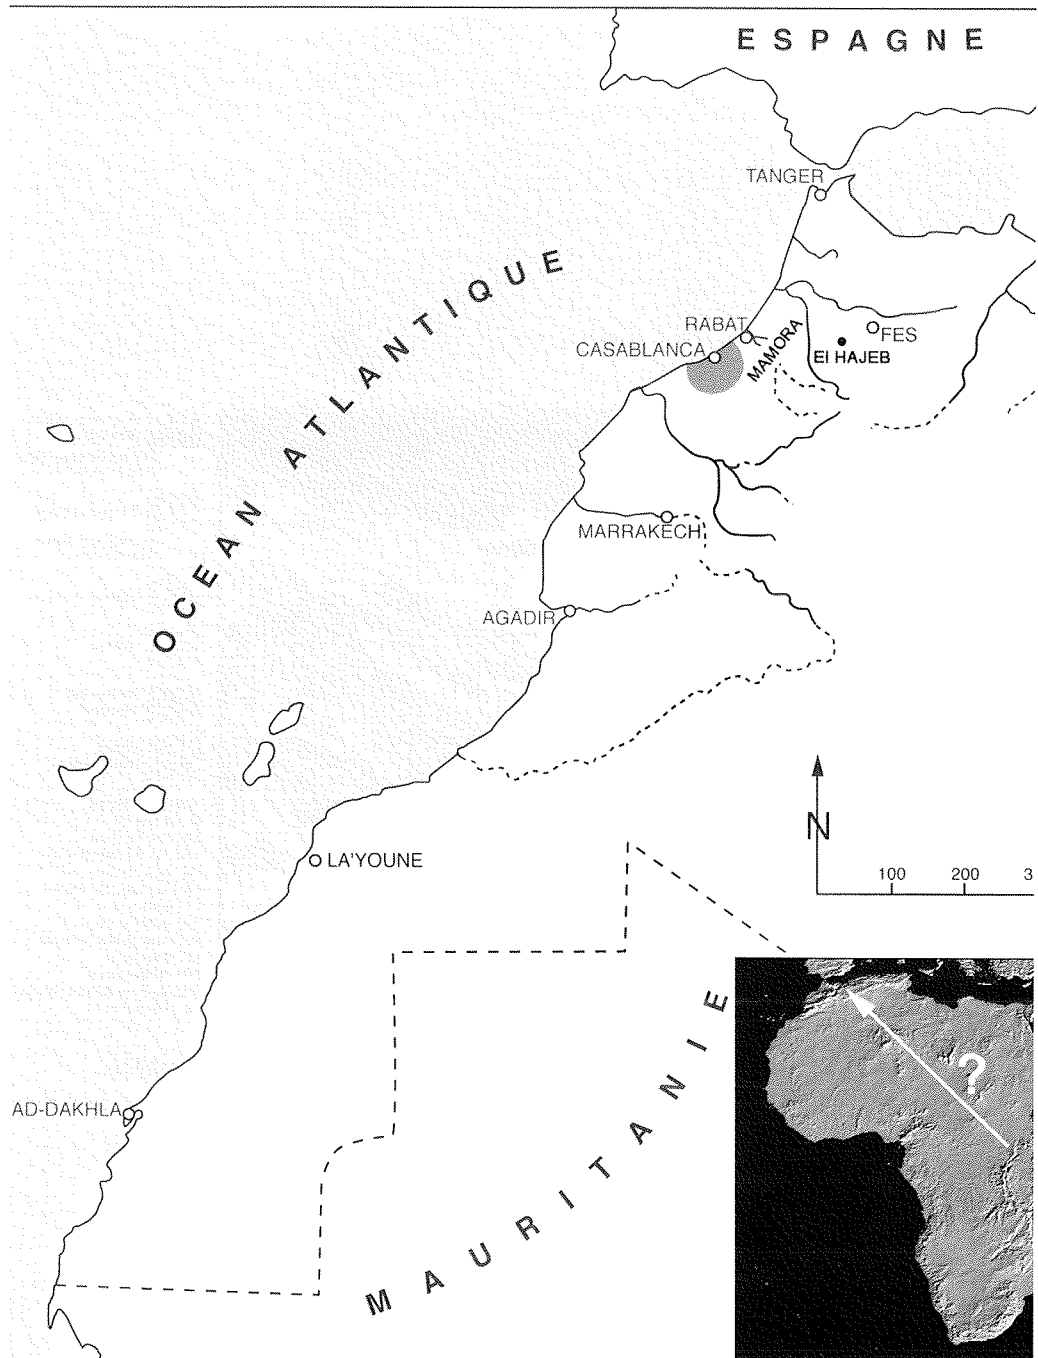 ESPAGNE
TANGER
OCEAN ATLANTIQUE
RABAT
CASABLANCA
MAMORA
FES
El HAJEB
MARRAKECH
AGADIR
N
LA'YOUNE
100 200 3
MAURITANIE
?
AD-DAKHLA